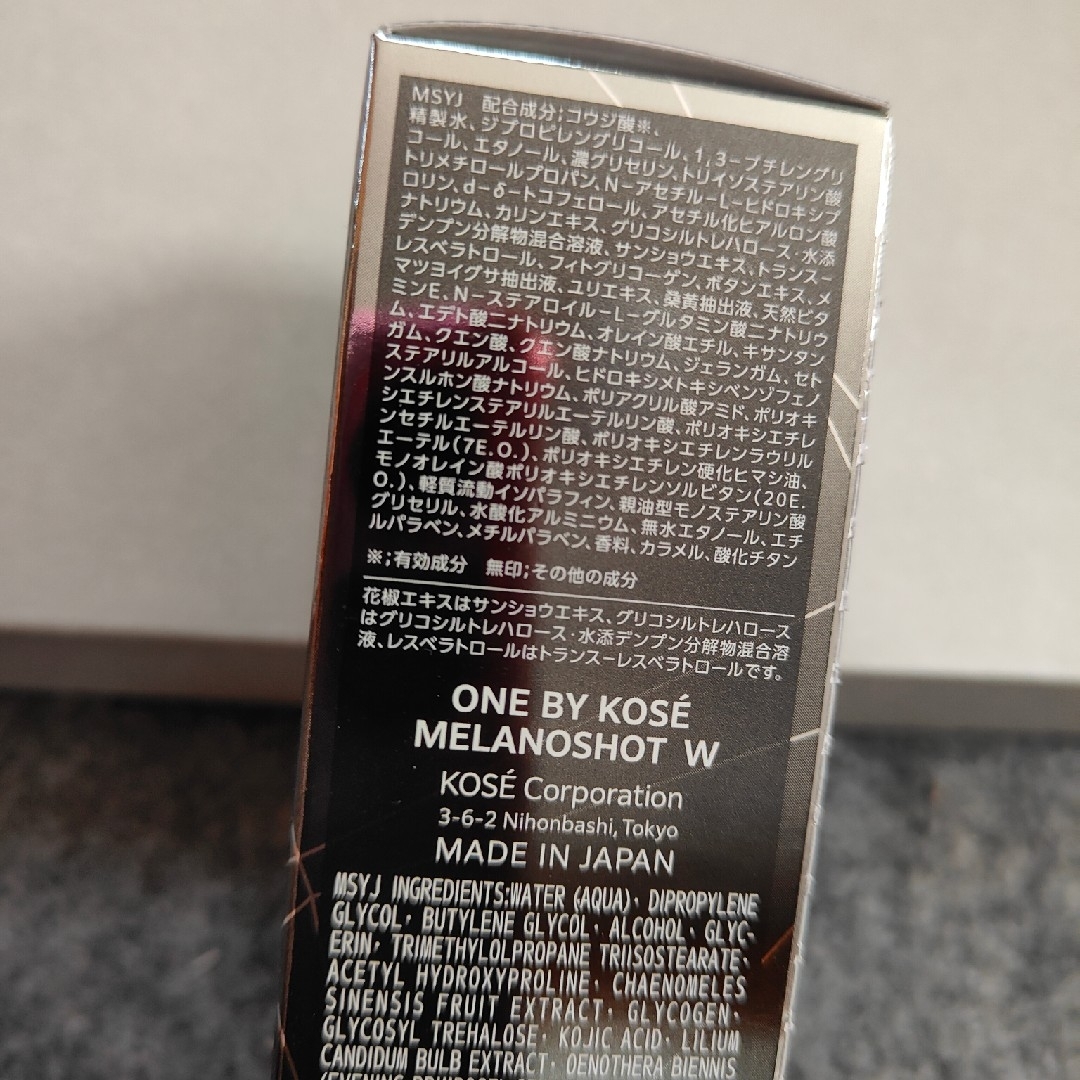 MSYJ 配合成分;コウジ酸※、
精製水、ジプロピレングリコール、1,3-ブチレングリ
コール、エタノール、濃グリセリン、トリイソステアリン酸
トリメチロールプロパン、N-アセチル-L-ヒドロキシプ
ロリン、d-δ-トコフェロール、アセチル化ヒアルロン酸
ナトリウム、カリンエキス、グリコシルトレハロース・水添
デンプン分解物混合溶液、サンショウエキス、トランス-
レスベラトロール、フィトグリコーゲン、ボタンエキス、メ
マツヨイグサ抽出液、ユリエキス、桑黄抽出液、天然ビタ
ミンE、N-ステアロイル-L-グルタミン酸二ナトリウ
ム、エデト酸二ナトリウム、オレイン酸エチル、キサンタン
ガム、クエン酸、クエン酸ナトリウム、ジェランガム、セト
ステアリルアルコール、ヒドロキシメトキシベンゾフェノ
ンスルホン酸ナトリウム、ポリアクリル酸アミド、ポリオキ
シエチレンステアリルエーテルリン酸、ポリオキシエチレ
ンセチルエーテルリン酸、ポリオキシエチレンラウリル
エーテル(7E.O.)、ポリオキシエチレン硬化ヒマシ油、
モノオレイン酸ポリオキシエチレンソルビタン(20E.
O.)、軽質流動イソパラフィン、親油型モノステアリン酸
グリセリル、水酸化アルミニウム、無水エタノール、エチ
ルパラベン、メチルパラベン、香料、カラメル、酸化チタン
※;有効成分 無印;その他の成分
花椒エキスはサンショウエキス、グリコシルトレハロース
はグリコシルトレハロース・水添デンプン分解物混合溶
液、レスベラトロールはトランス-レスベラトロールです。
ONE BY KOSÉ
MELANOSHOT W
KOSÉ Corporation
3-6-2 Nihonbashi, Tokyo
MADE IN JAPAN
MSYJ INGREDIENTS:WATER (AQUA)・DIPROPYLENE
GLYCOL・BUTYLENE GLYCOL・ALCOHOL・GLYC-
ERIN・TRIMETHYLOLPROPANE TRIISOSTEARATE・
ACETYL HYDROXYPROLINE・CHAENOMELES
SINENSIS FRUIT EXTRACT・GLYCOGEN・
GLYCOSYL TREHALOSE・KOJIC ACID・LILIUM
CANDIDUM BULB EXTRACT・OENOTHERA BIENNIS